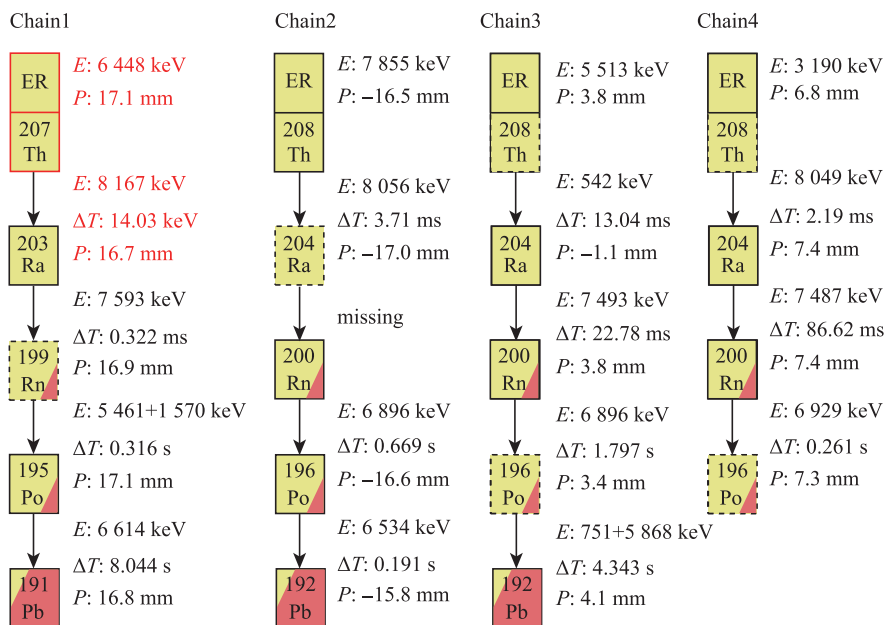 Chain1
ER
E: 6 448 keV
P: 17.1 mm
207
Th
E: 8 167 keV
ΔT: 14.03 keV
P: 16.7 mm
203
Ra
E: 7 593 keV
ΔT: 0.322 ms
P: 16.9 mm
199
Rn
E: 5 461+1 570 keV
ΔT: 0.316 s
P: 17.1 mm
195
Po
E: 6 614 keV
ΔT: 8.044 s
P: 16.8 mm
191
Pb
Chain2
ER
E: 7 855 keV
P: −16.5 mm
208
Th
E: 8 056 keV
ΔT: 3.71 ms
P: −17.0 mm
204
Ra
missing
200
Rn
E: 6 896 keV
ΔT: 0.669 s
P: −16.6 mm
196
Po
E: 6 534 keV
ΔT: 0.191 s
P: −15.8 mm
192
Pb
Chain3
ER
E: 5 513 keV
P: 3.8 mm
208
Th
E: 542 keV
ΔT: 13.04 ms
P: −1.1 mm
204
Ra
E: 7 493 keV
ΔT: 22.78 ms
P: 3.8 mm
200
Rn
E: 6 896 keV
ΔT: 1.797 s
P: 3.4 mm
196
Po
E: 751+5 868 keV
ΔT: 4.343 s
P: 4.1 mm
192
Pb
Chain4
ER
E: 3 190 keV
P: 6.8 mm
208
Th
E: 8 049 keV
ΔT: 2.19 ms
P: 7.4 mm
204
Ra
E: 7 487 keV
ΔT: 86.62 ms
P: 7.4 mm
200
Rn
E: 6 929 keV
ΔT: 0.261 s
P: 7.3 mm
196
Po